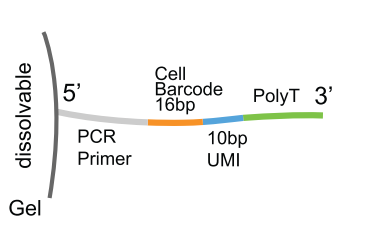 dissolvable
Gel
5’
PCR
Primer
Cell
Barcode
16bp
10bp
UMI
PolyT
3’